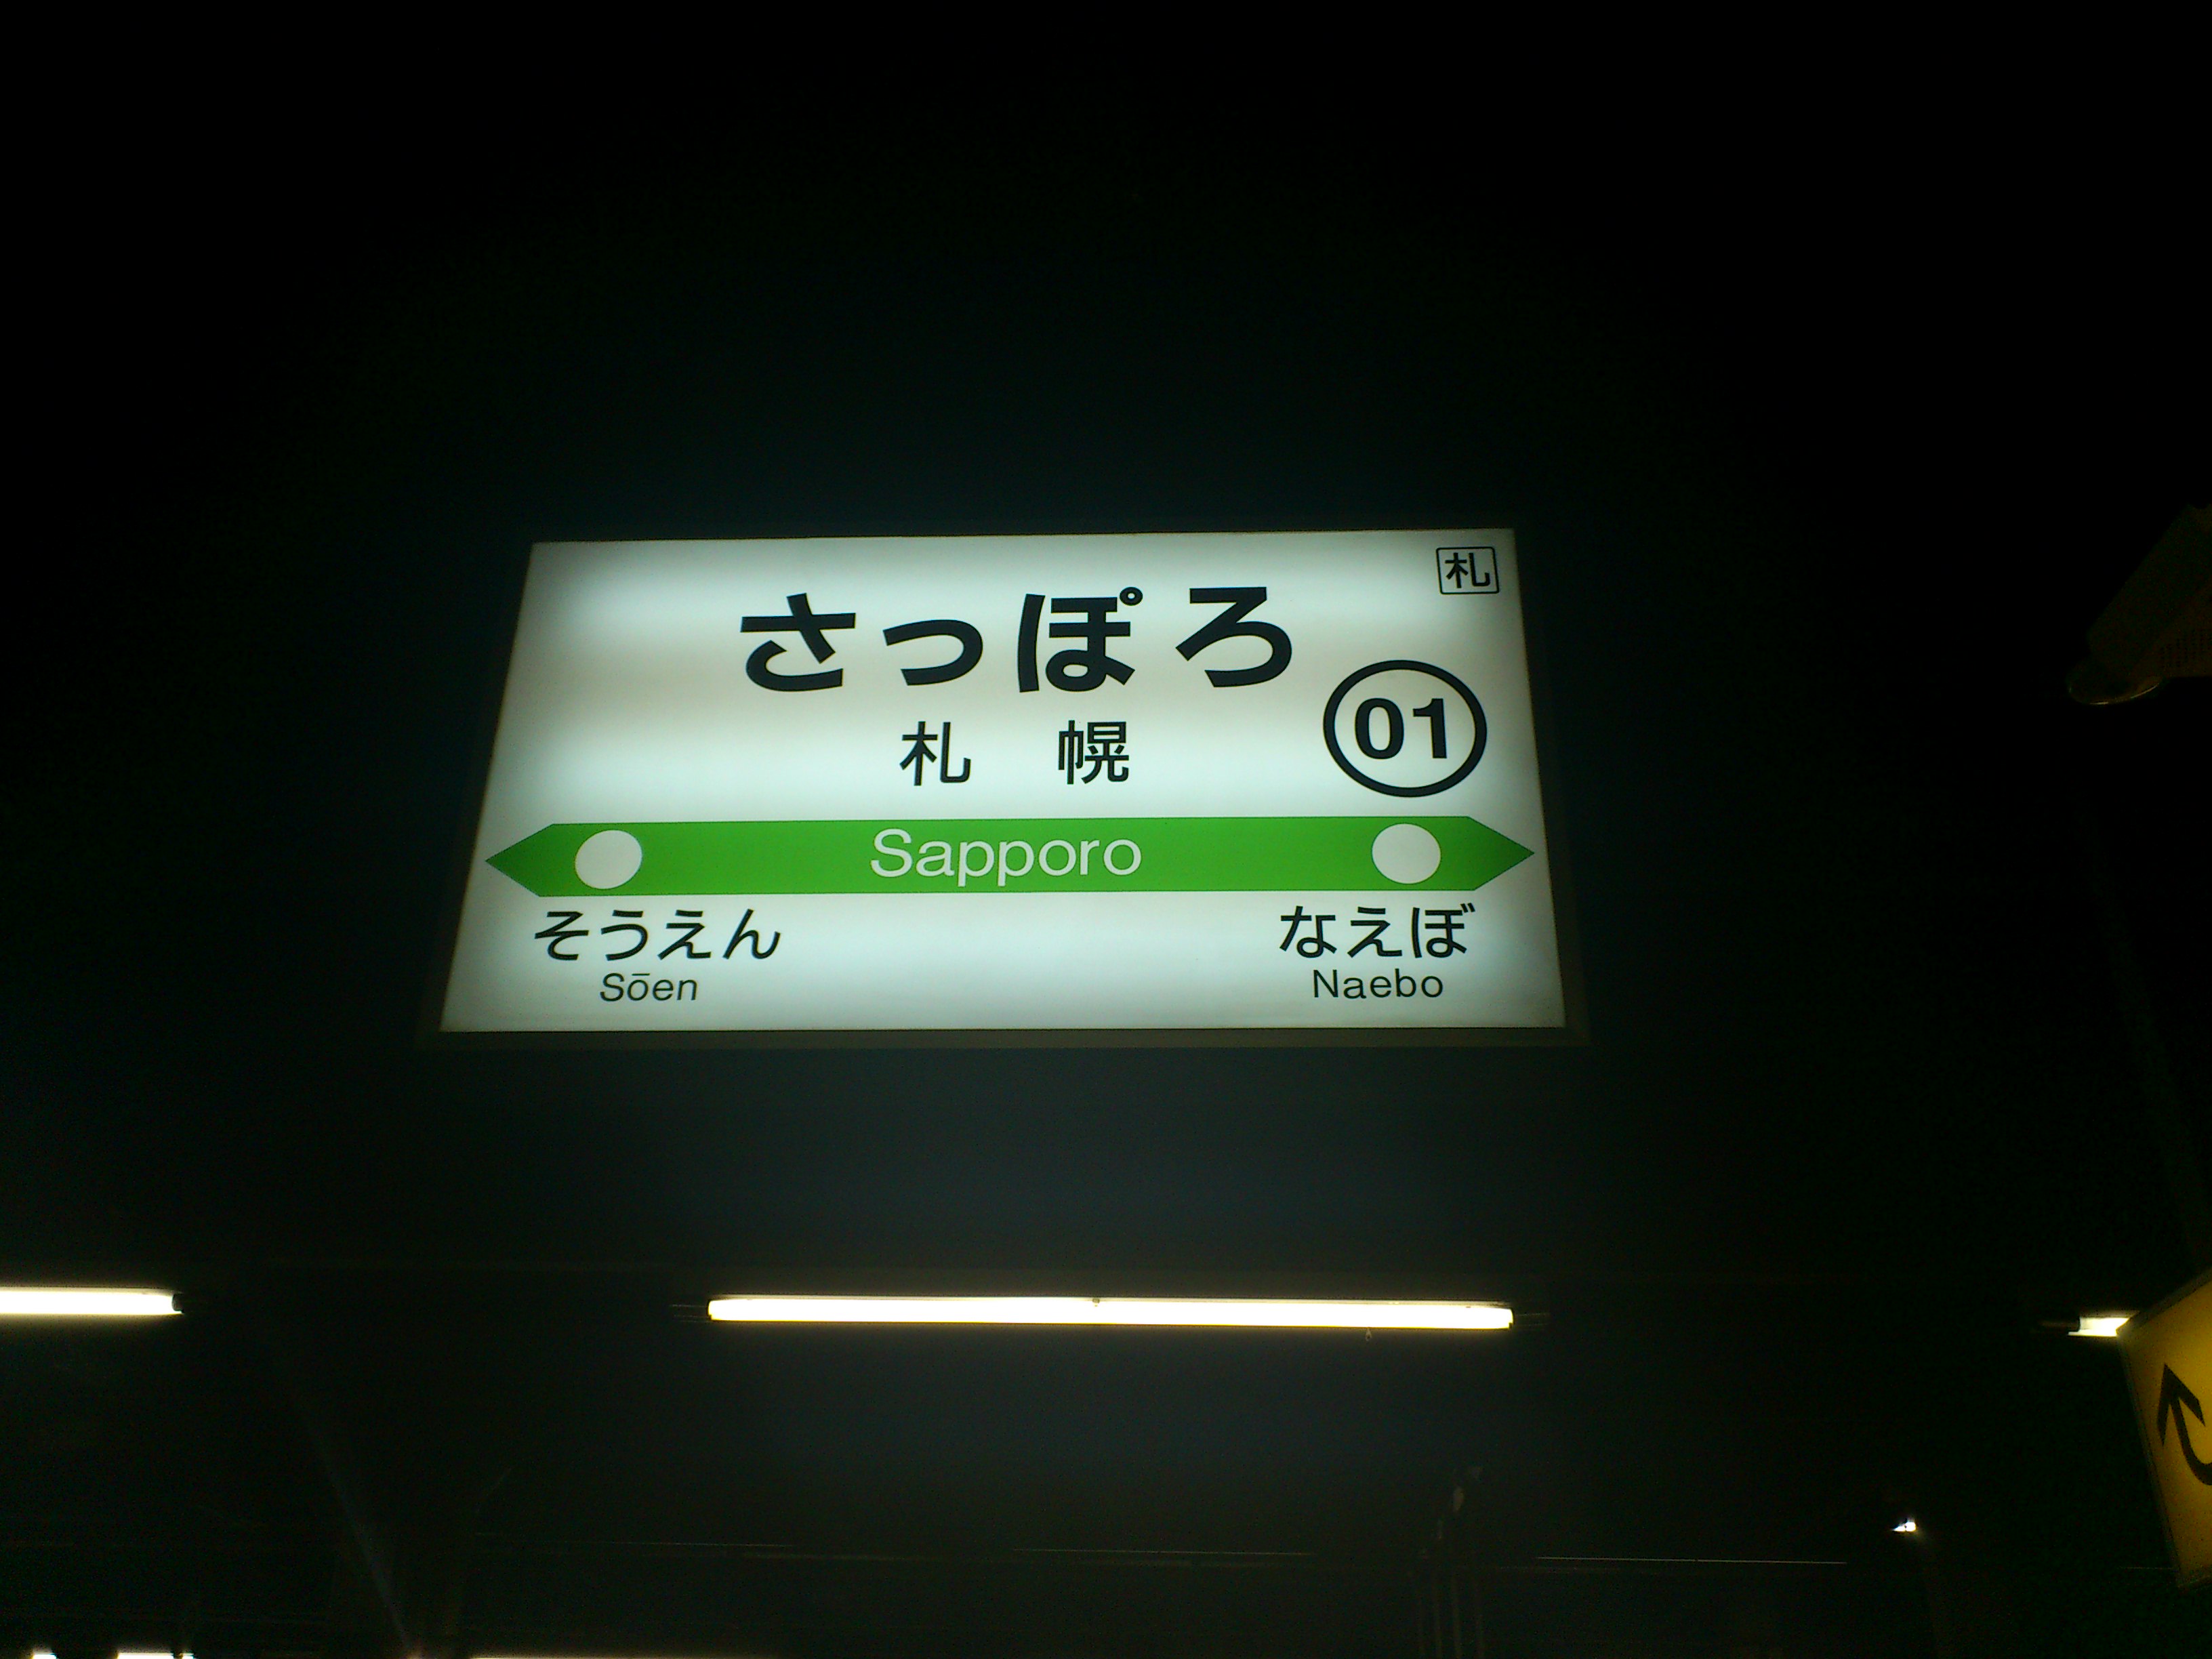 札
さっぽろ
札 幌
01
Sapporo
そうえん なえぼ
Sōen Naebo